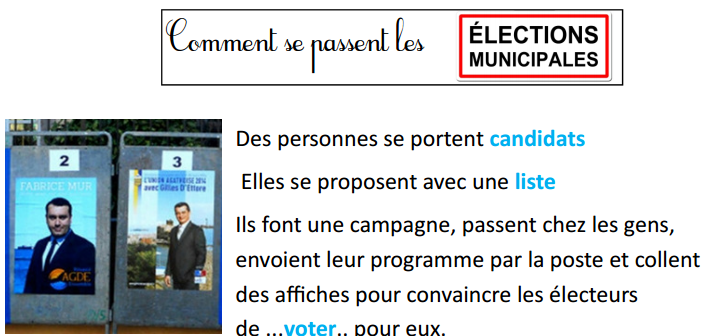 Comment se passent les
ÉLECTIONS
MUNICIPALES
2
3
FABRICE MUR
L'UNION AGATHOISE 2014
avec Gilles D'Ettore
AGDE
Des personnes se portent candidats
Elles se proposent avec une liste
Ils font une campagne, passent chez les gens,
envoient leur programme par la poste et collent
des affiches pour convaincre les électeurs
de ...voter.. pour eux.